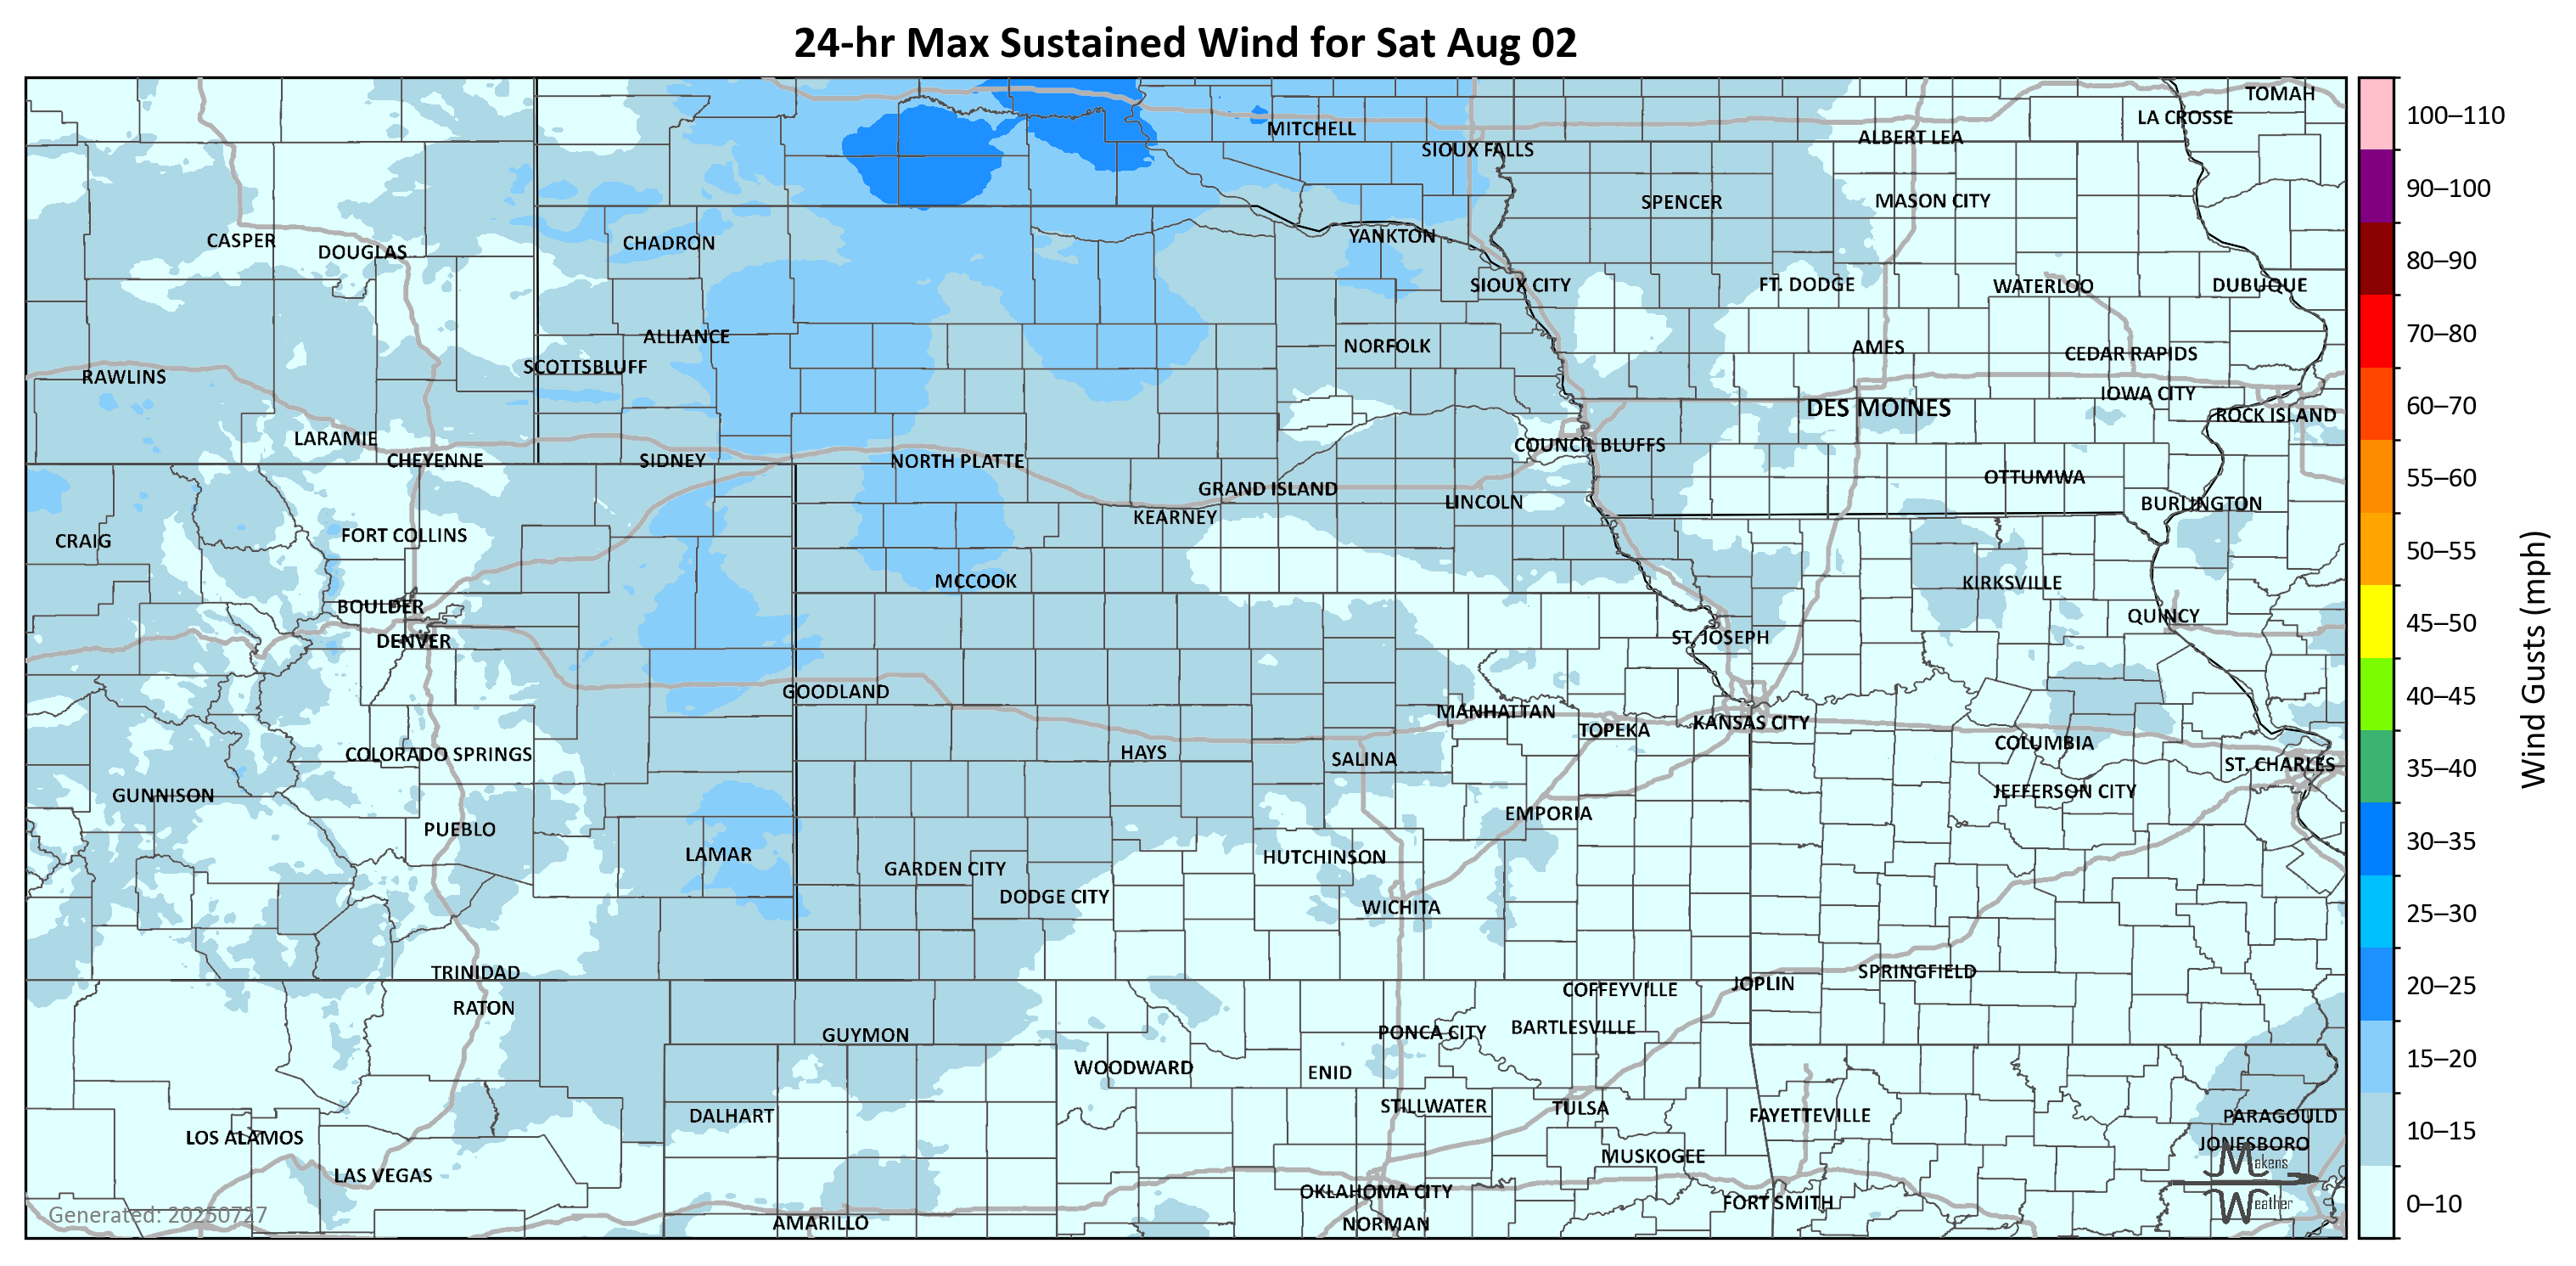 24-hr Max Sustained Wind for Sat Aug 02
TOMAH
LA CROSSE
MITCHELL
ALBERT LEA
SIOUX FALLS
SPENCER
MASON CITY
CASPER
DOUGLAS
CHADRON
YANKTON
SIOUX CITY
FT. DODGE
WATERLOO
DUBUQUE
ALLIANCE
NORFOLK
AMES
CEDAR RAPIDS
SCOTTSBLUFF
RAWLINS
IOWA CITY
DES MOINES
ROCK ISLAND
LARAMIE
COUNCIL BLUFFS
CHEYENNE
SIDNEY
NORTH PLATTE
OTTUMWA
GRAND ISLAND
LINCOLN
BURLINGTON
KEARNEY
FORT COLLINS
CRAIG
MCCOOK
KIRKSVILLE
BOULDER
QUINCY
DENVER
ST. JOSEPH
GOODLAND
MANHATTAN
KANSAS CITY
TOPEKA
COLUMBIA
COLORADO SPRINGS
HAYS
SALINA
ST. CHARLES
GUNNISON
JEFFERSON CITY
EMPORIA
PUEBLO
LAMAR
HUTCHINSON
GARDEN CITY
DODGE CITY
WICHITA
TRINIDAD
SPRINGFIELD
JOPLIN
COFFEYVILLE
RATON
BARTLESVILLE
PONCA CITY
GUYMON
WOODWARD
ENID
STILLWATER
TULSA
DALHART
FAYETTEVILLE
PARAGOULD
LOS ALAMOS
JONESBORO
MUSKOGEE
LAS VEGAS
OKLAHOMA CITY
FORT SMITH
AMARILLO
NORMAN
Makens
Weather
Generated: 20250727
100–110
90–100
80–90
70–80
60–70
55–60
50–55
45–50
40–45
35–40
30–35
25–30
20–25
15–20
10–15
0–10
Wind Gusts (mph)